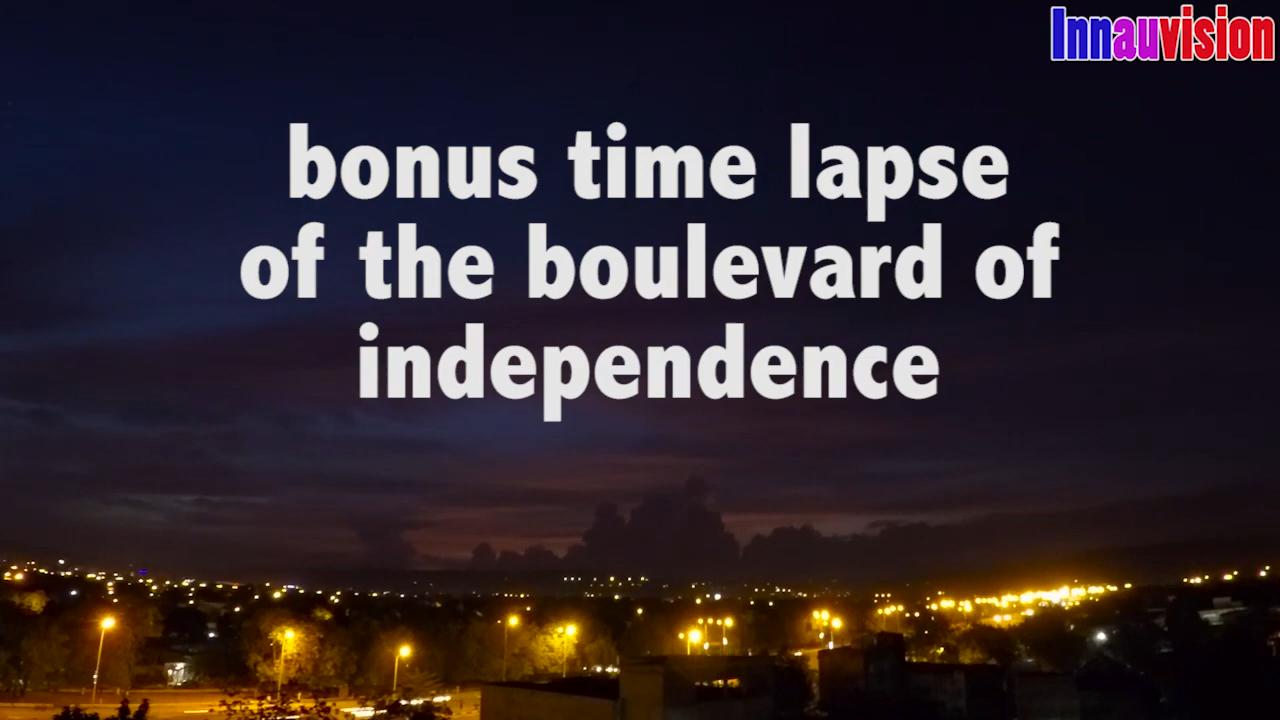 Innauvision
bonus time lapse
of the boulevard of
independence